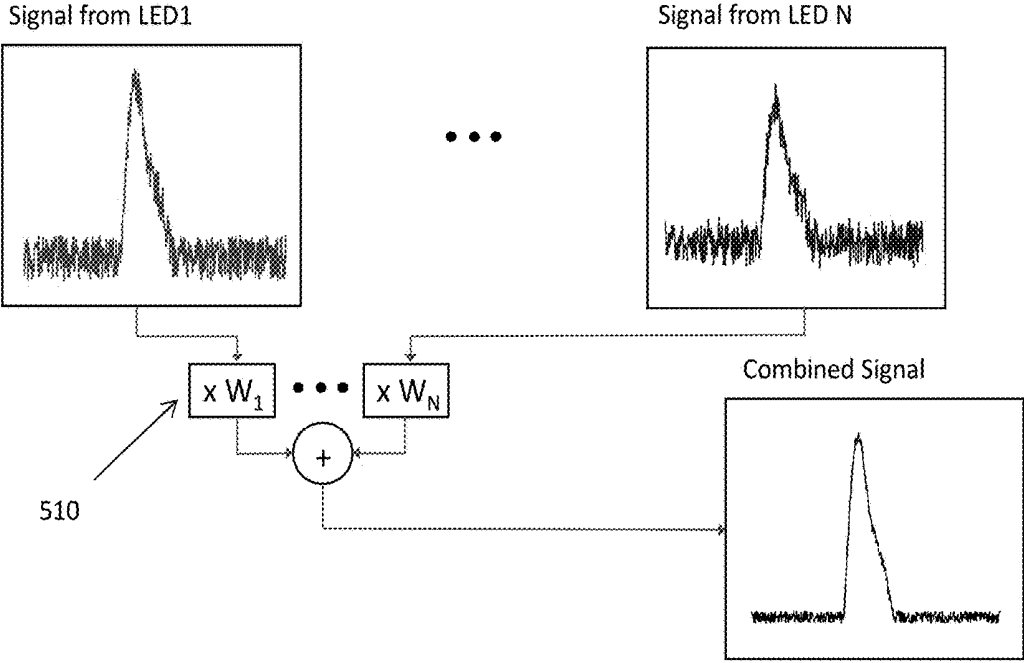 Signal from LED1
Signal from LED N
x W1
x WN
+
Combined Signal
510